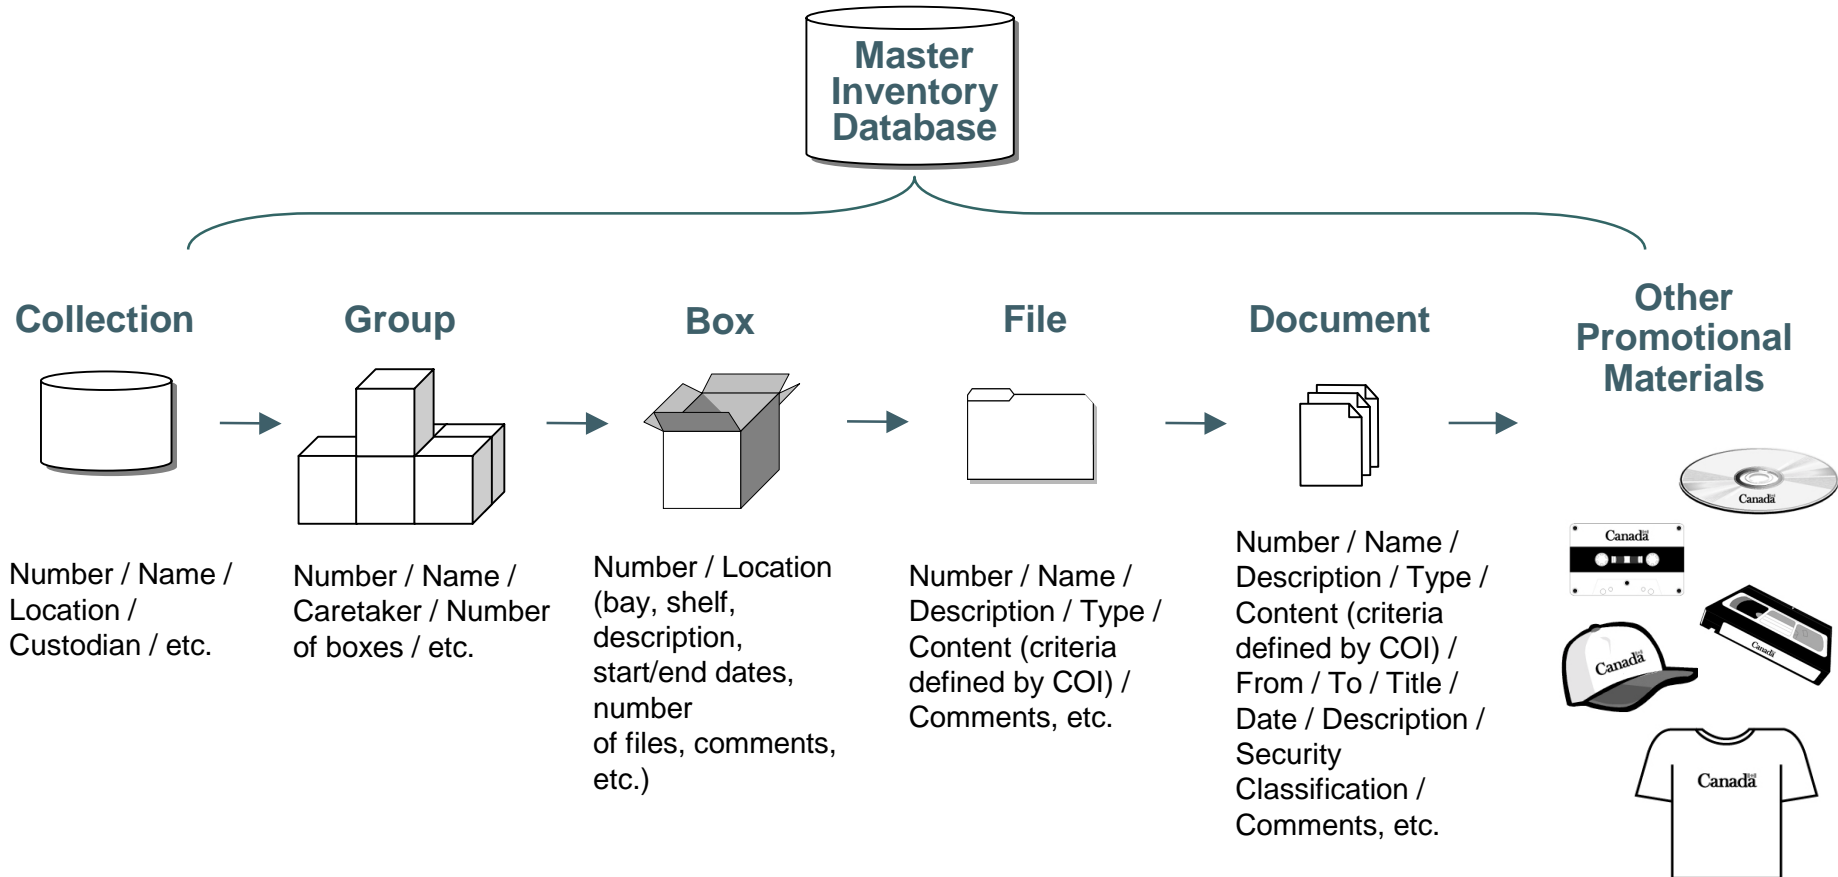 Master
Inventory
Database
Collection
Group
Box
File
Document
Other
Promotional
Materials
Number / Name /
Location /
Custodian / etc.
Number / Name /
Caretaker / Number
of boxes / etc.
Number / Location
(bay, shelf,
description,
start/end dates,
number
of files, comments,
etc.)
Number / Name /
Description / Type /
Content (criteria
defined by COI) /
Comments, etc.
Number / Name /
Description / Type /
Content (criteria
defined by COI) /
From / To / Title /
Date / Description /
Security
Classification /
Comments, etc.
Canada
Canada
Canada
Canada
Canada